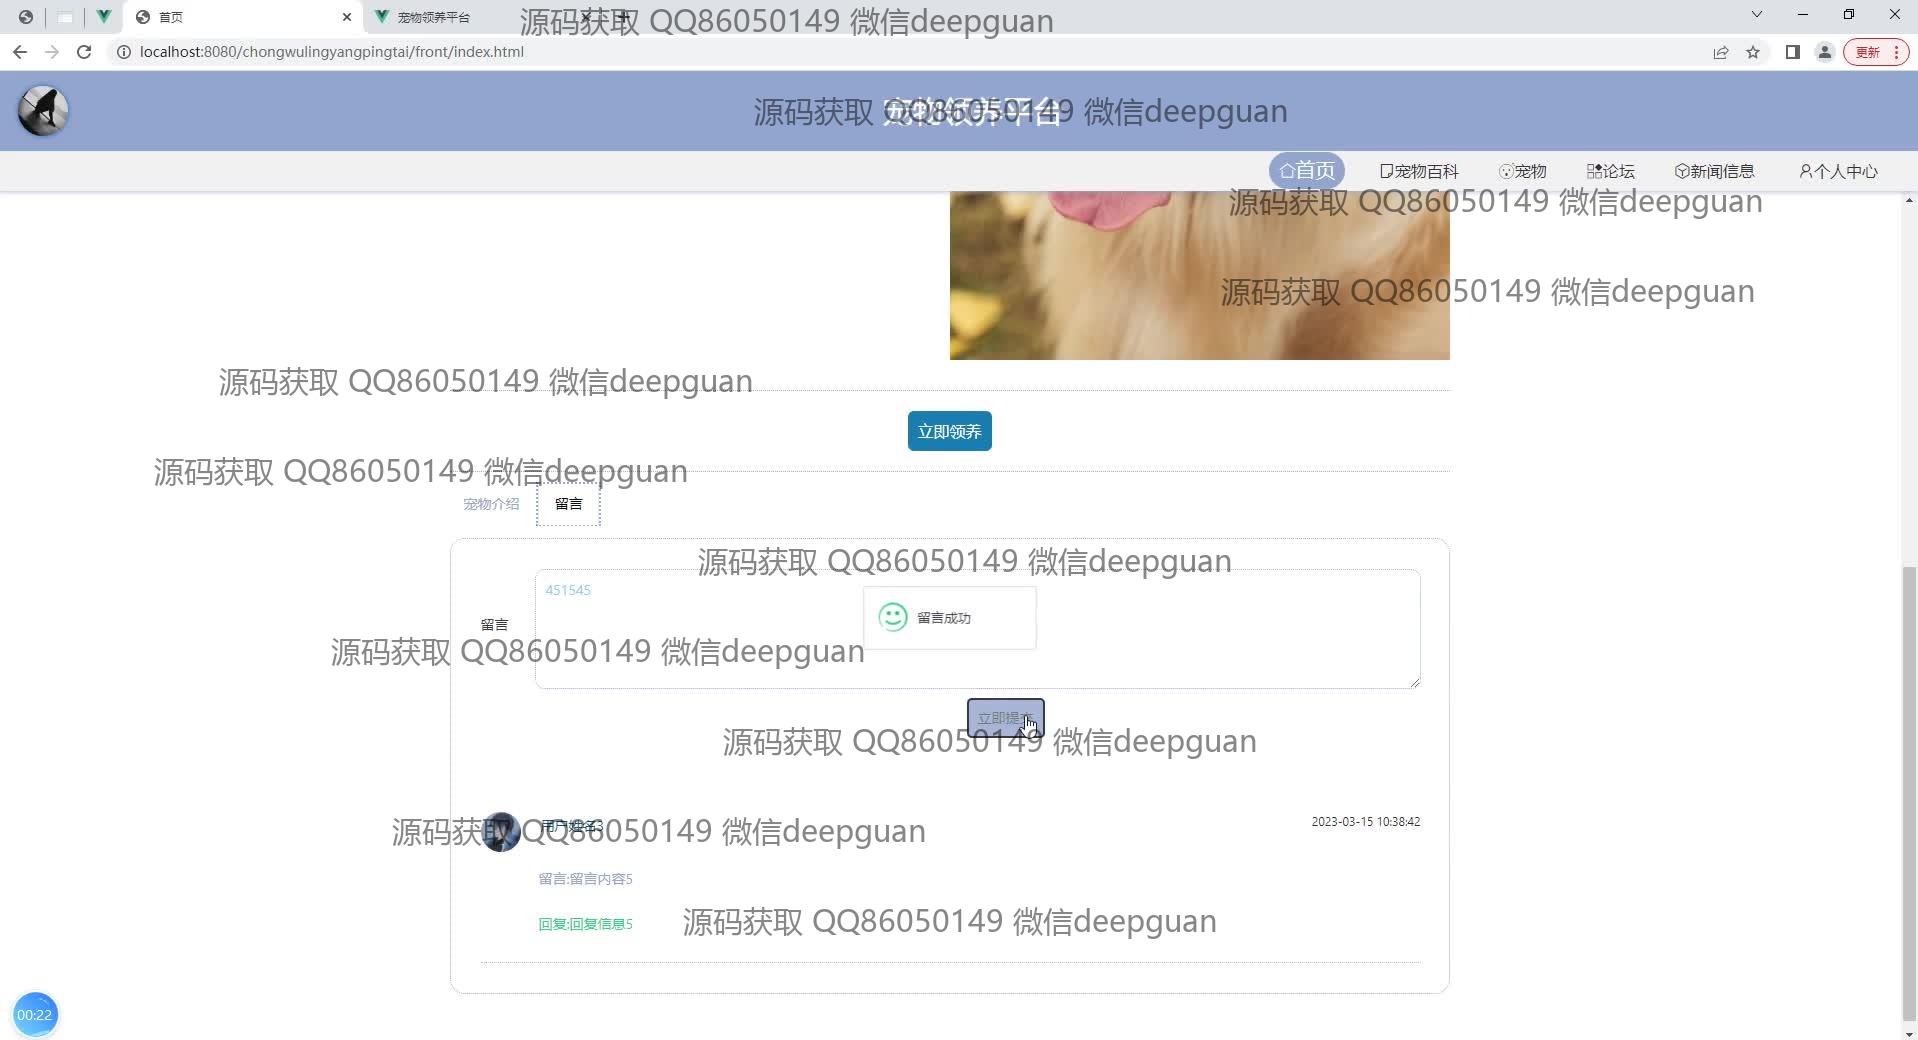 首页
宠物领养平台
源码获取 QQ86050149 微信deepguan
localhost:8080/chongwulingyangpingtai/front/index.html
更新
宠物领养平台
源码获取 QQ86050149 微信deepguan
首页 宠物百科 宠物 论坛 新闻信息 个人中心
源码获取 QQ86050149 微信deepguan
源码获取 QQ86050149 微信deepguan
源码获取 QQ86050149 微信deepguan
立即领养
源码获取 QQ86050149 微信deepguan
宠物介绍 留言
源码获取 QQ86050149 微信deepguan
451545
留言成功
留言
源码获取 QQ86050149 微信deepguan
立即提交
源码获取 QQ86050149 微信deepguan
用户姓名3
2023-03-15 10:38:42
源码获取 QQ86050149 微信deepguan
留言:留言内容5
回复:回复信息5
源码获取 QQ86050149 微信deepguan
00:22